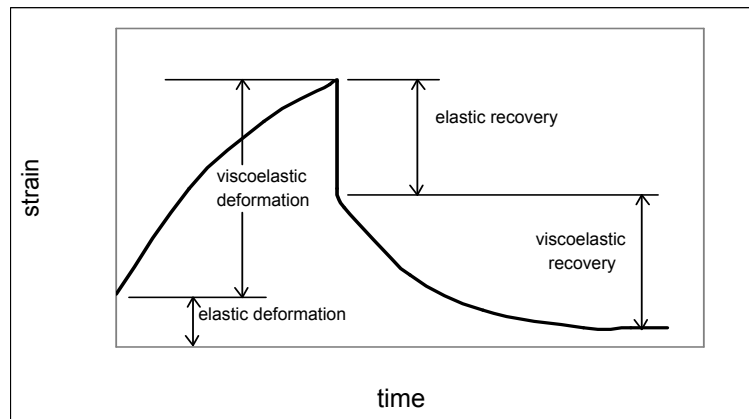 elastic recovery
viscoelastic
deformation
strain
viscoelastic
recovery
elastic deformation
time